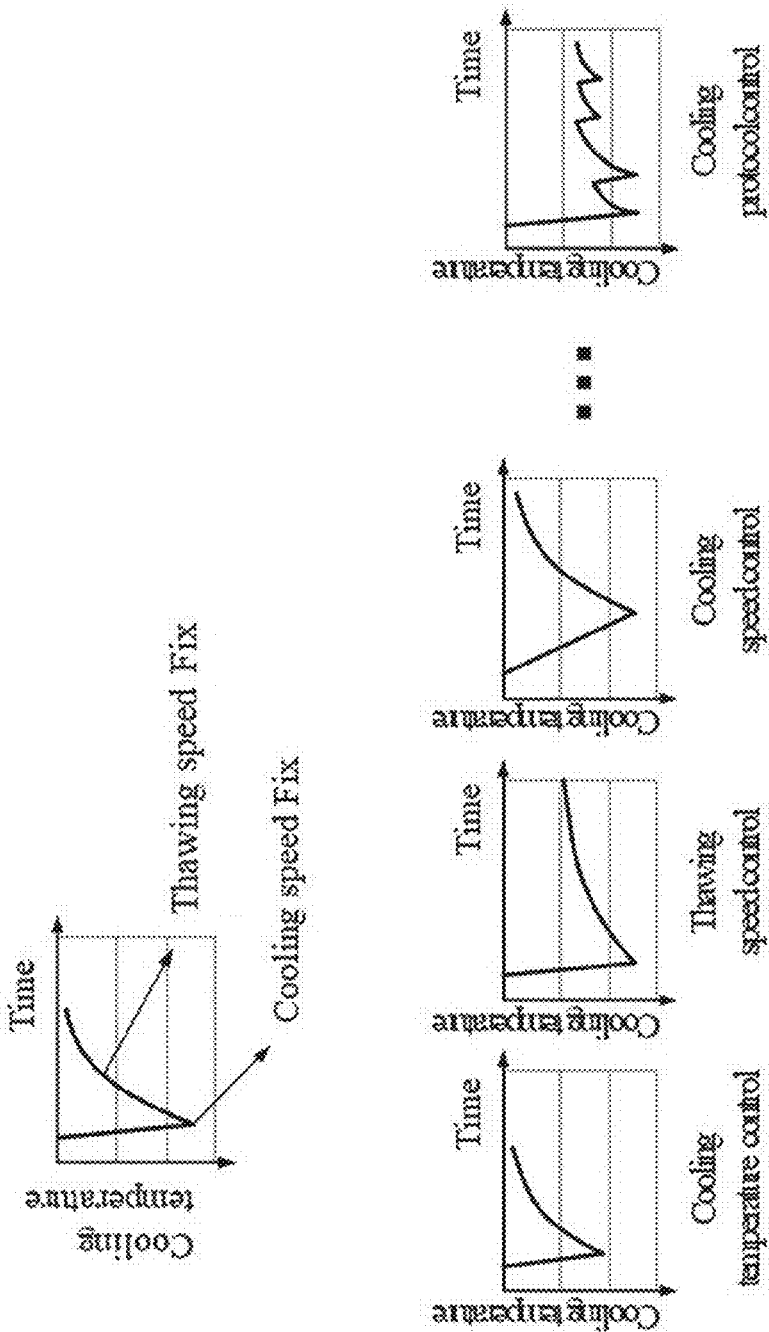 Cooling
temperature
Time
Thawing speed Fix
Cooling speed Fix
Cooling temperature
Time
Cooling
temperature control
Cooling temperature
Time
Thawing
speed control
Cooling temperature
Time
Cooling
speed control
Cooling temperature
Time
Cooling
protocol control